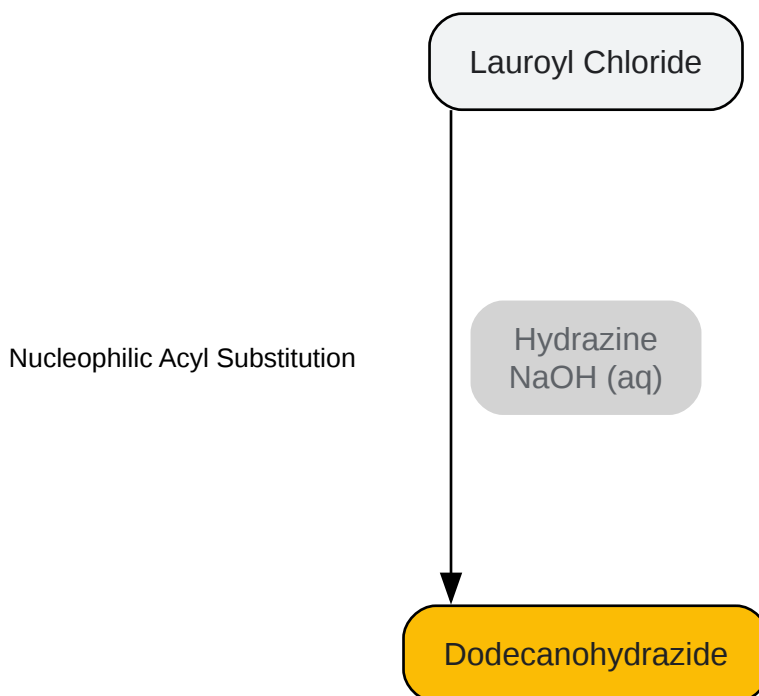 Lauroyl Chloride
Hydrazine
NaOH (aq)
Nucleophilic Acyl Substitution
Dodecanohydrazide